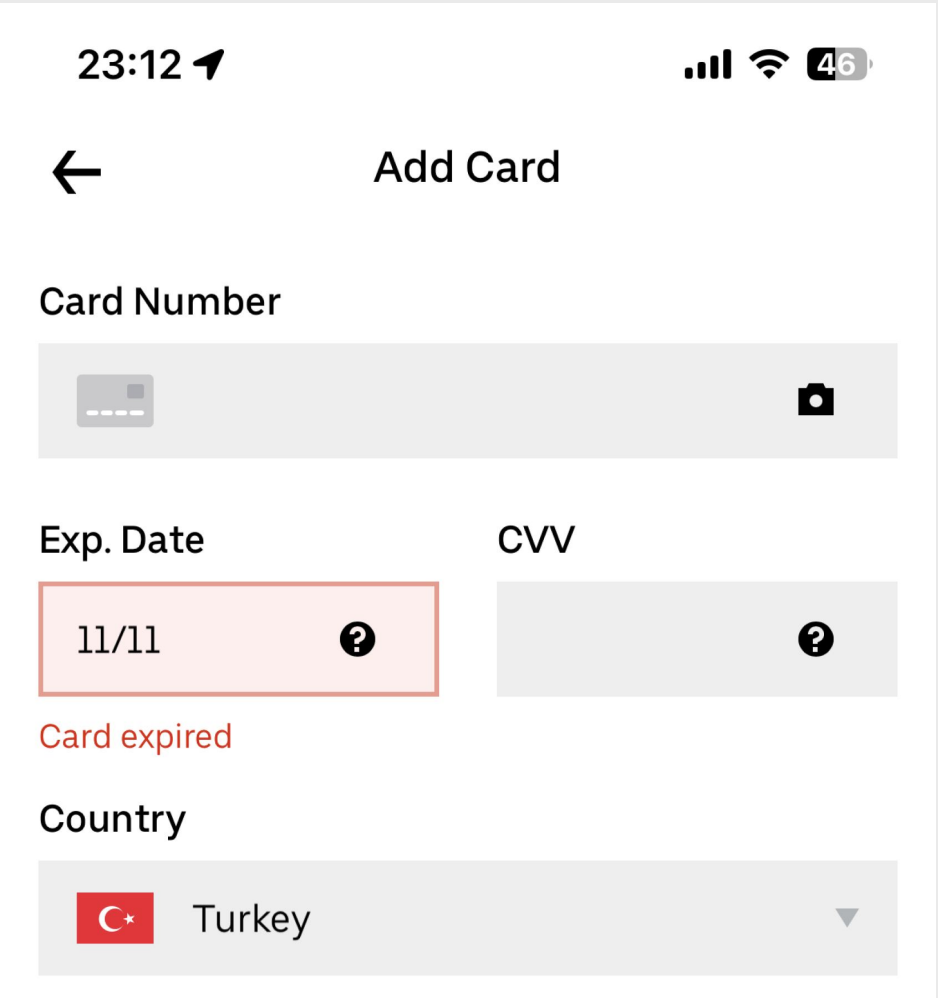 23:12 46
Add Card
Card Number
Exp. Date CVV
11/11 ? ?
Card expired
Country
Turkey